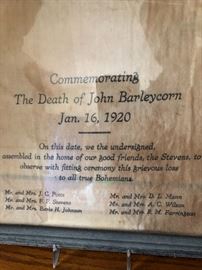 Commemorating
The Death of John Barleycorn
Jan. 16, 1920
On this date, we the undersigned,
assembled in the home of our good friends, the Stevens, to
observe with fitting ceremony this grievous loss
to all true Bohemians.
Mr. and Mrs. J. C. Mr. and Mrs. D. L. Mann
Mr. and Mrs. F. P. Stevens Mr. and Mrs. A. C. Wilson
Mr. and Mrs. H. Johnson Mr. and Mrs. R. M. Farrington